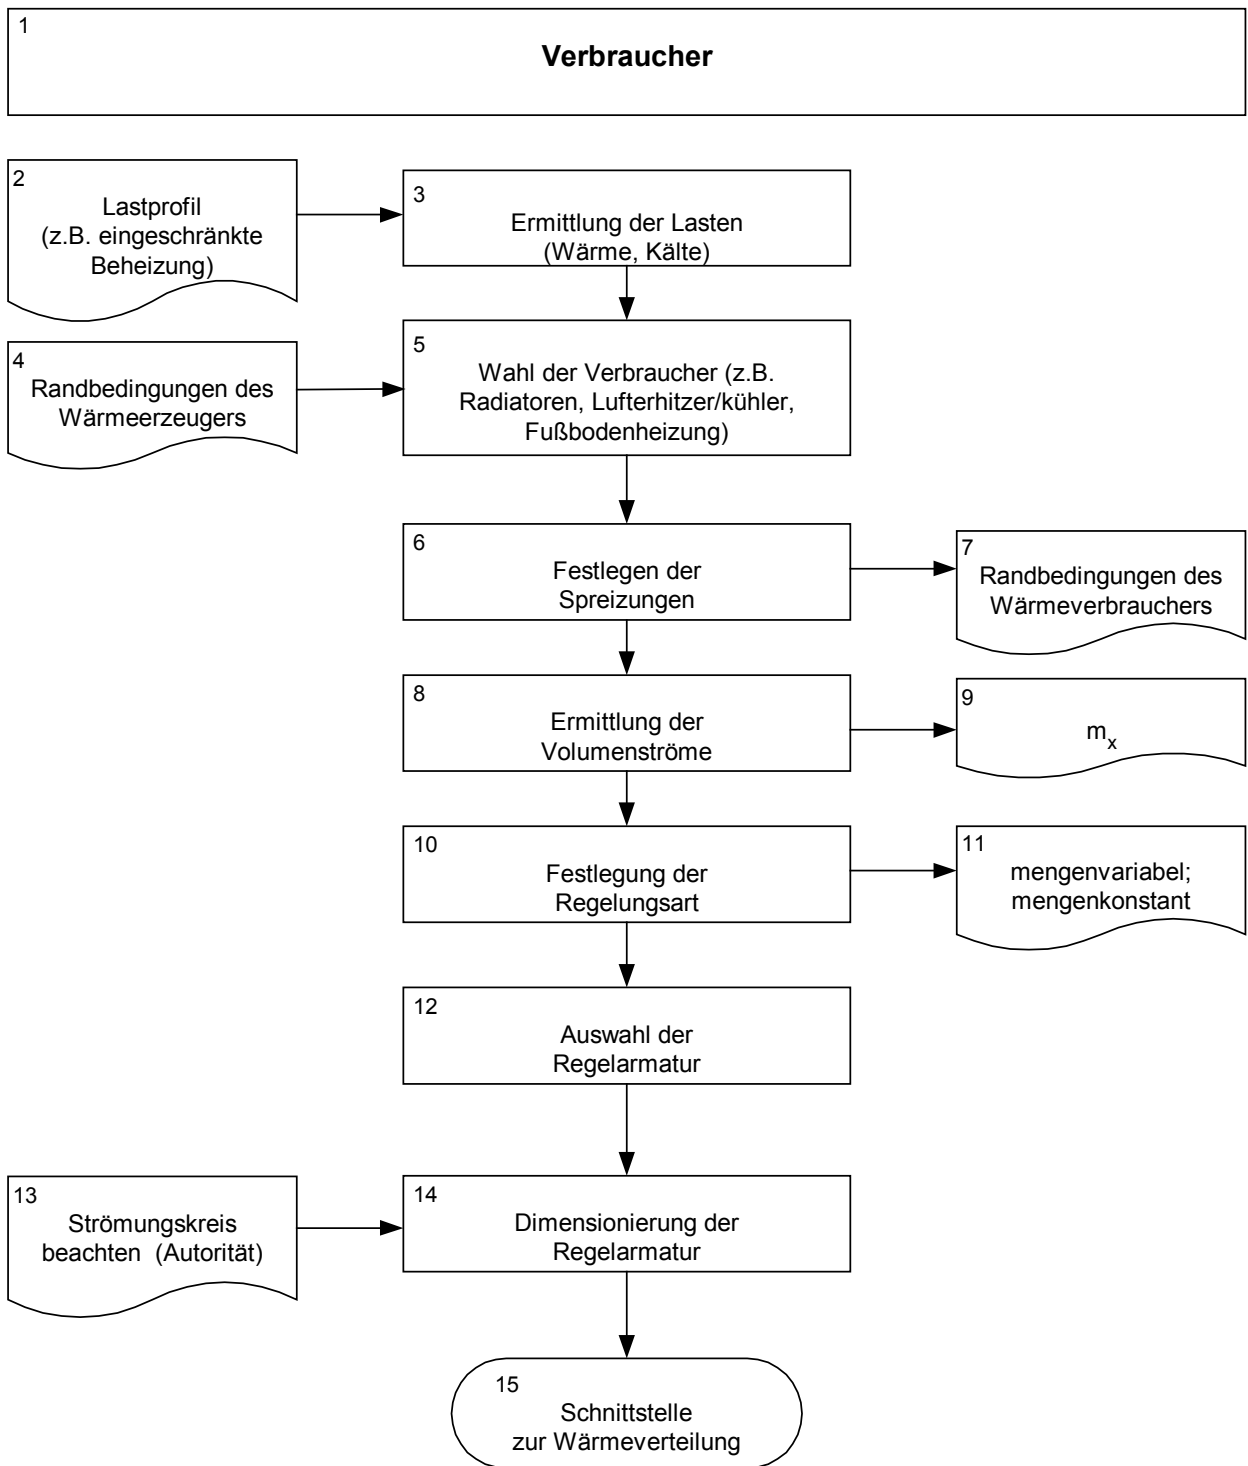 1
Verbraucher
2
Lastprofil
(z.B. eingeschränkte
Beheizung)
3
Ermittlung der Lasten
(Wärme, Kälte)
4
Randbedingungen des
Wärmeerzeugers
5
Wahl der Verbraucher (z.B.
Radiatoren, Lufterhitzer/kühler,
Fußbodenheizung)
6
Festlegen der
Spreizungen
7
Randbedingungen des
Wärmeverbrauchers
8
Ermittlung der
Volumenströme
9
m_x
10
Festlegung der
Regelungsart
11
mengenvariabel;
mengenkonstant
12
Auswahl der
Regelarmatur
13
Strömungskreis
beachten (Autorität)
14
Dimensionierung der
Regelarmatur
15
Schnittstelle
zur Wärmeverteilung